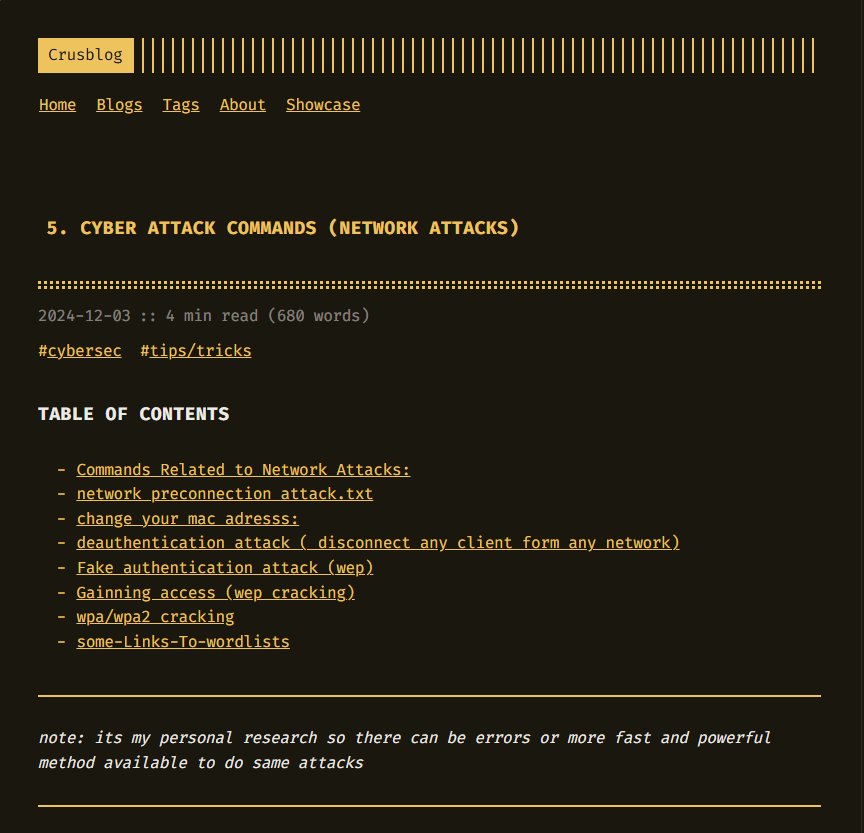 Crusblog
Home Blogs Tags About Showcase
5. CYBER ATTACK COMMANDS (NETWORK ATTACKS)
2024-12-03 :: 4 min read (680 words)
#cybersec #tips/tricks
TABLE OF CONTENTS
- Commands Related to Network Attacks:
- network preconnection attack.txt
- change your mac adresss:
- deauthentication attack ( disconnect any client form any network)
- Fake authentication attack (wep)
- Gainning access (wep cracking)
- wpa/wpa2 cracking
- some-Links-To-wordlists
note: its my personal research so there can be errors or more fast and powerful
method available to do same attacks